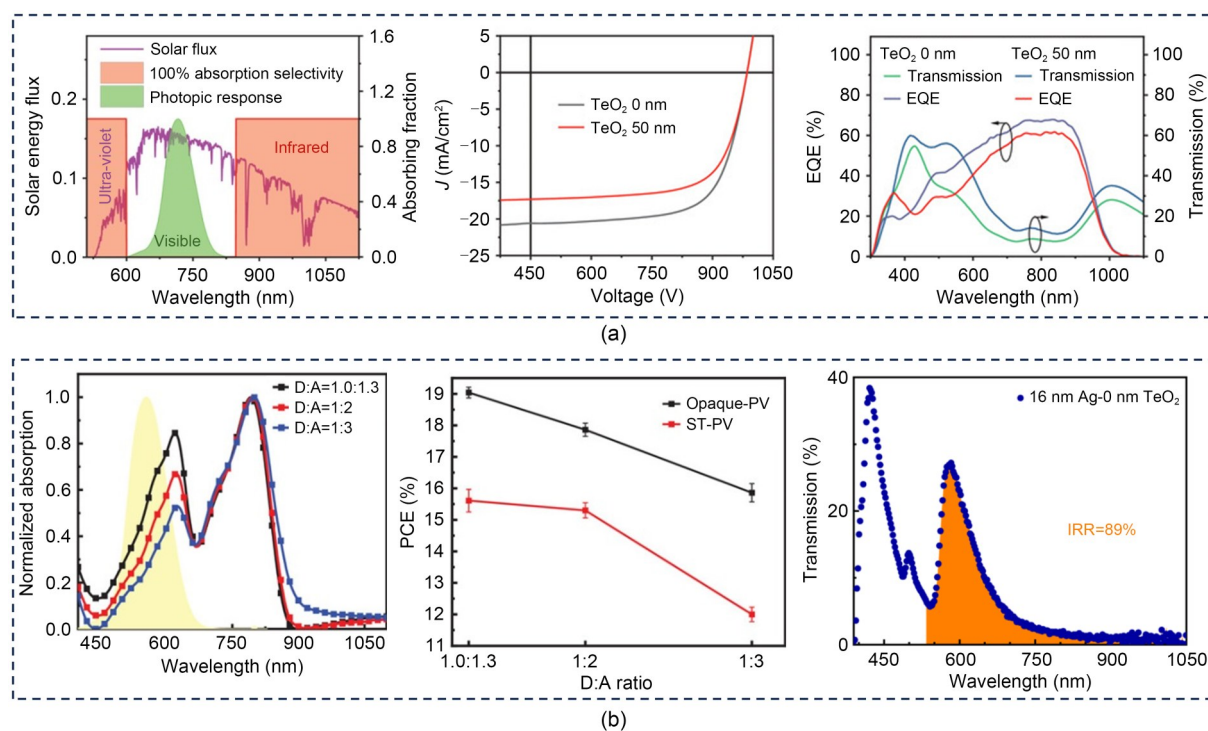 Solar flux
100% absorption selectivity
Photopic response
Ultra-violet
Infrared
Visible
Solar energy flux
Absorbing fraction
0.0
0.1
0.2
0.0
0.4
0.8
1.2
1.6
600 750 900 1050
Wavelength (nm)
TeO₂ 0 nm
TeO₂ 50 nm
J (mA/cm²)
5
0
−5
−10
−15
−20
−25
450 600 750 900 1050
Voltage (V)
TeO₂ 0 nm TeO₂ 50 nm
Transmission Transmission
EQE EQE
EQE (%)
Transmission (%)
100
80
60
40
20
0
100
80
60
40
20
0
400 600 800 1000
Wavelength (nm)
(a)
D:A=1.0:1.3
D:A=1:2
D:A=1:3
Normalized absorption
1.0
0.8
0.6
0.4
0.2
0.0
450 600 750 900 1050
Wavelength (nm)
Opaque-PV
ST-PV
PCE (%)
19
18
17
16
15
14
13
12
11
1.0:1.3 1:2 1:3
D:A ratio
16 nm Ag-0 nm TeO₂
IRR=89%
Transmission (%)
40
20
0
450 600 750 900 1050
Wavelength (nm)
(b)